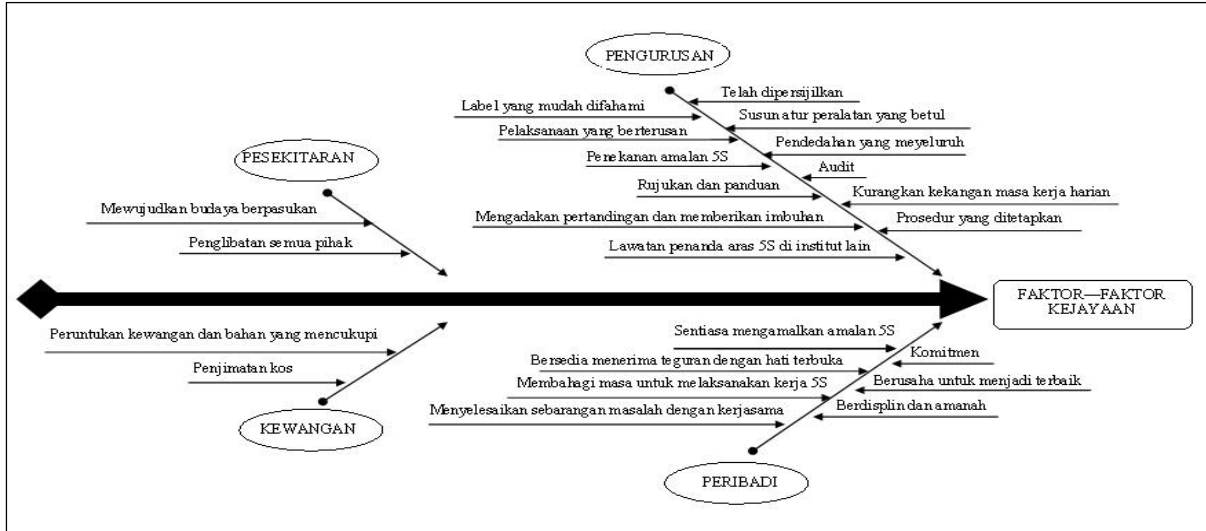 PENGURUSAN
Telah dipersijilkan
Label yang mudah difahami
Susun atur peralatan yang betul
Pelaksanaan yang berterusan
Pendedahan yang meyeluruh
Penekanan amalan 5S
Audit
Rujukan dan panduan
Kurangkan kekangan masa kerja harian
Mengadakan pertandingan dan memberikan imbuhan
Prosedur yang ditetapkan
Lawatan penanda aras 5S di institut lain
PESEKITARAN
Mewujudkan budaya berpasukan
Penglibatan semua pihak
FAKTOR—FAKTOR
KEJAYAAN
Peruntukan kewangan dan bahan yang mencukupi
Penjimatan kos
KEWANGAN
Sentiasa mengamalkan amalan 5S
Komitmen
Bersedia menerima teguran dengan hati terbuka
Berusaha untuk menjadi terbaik
Membahagi masa untuk melaksanakan kerja 5S
Berdisplin dan amanah
Menyelesaikan sebarangan masalah dengan kerjasama
PERIBADI